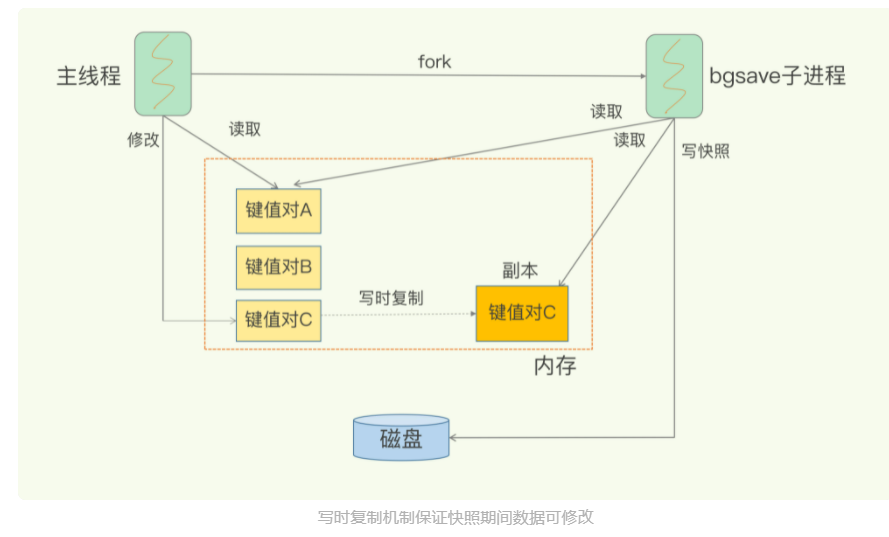 fork
主线程
bgsave子进程
修改
读取
读取
读取
写快照
键值对A
键值对B
副本
键值对C
写时复制
键值对C
内存
磁盘
写时复制机制保证快照期间数据可修改